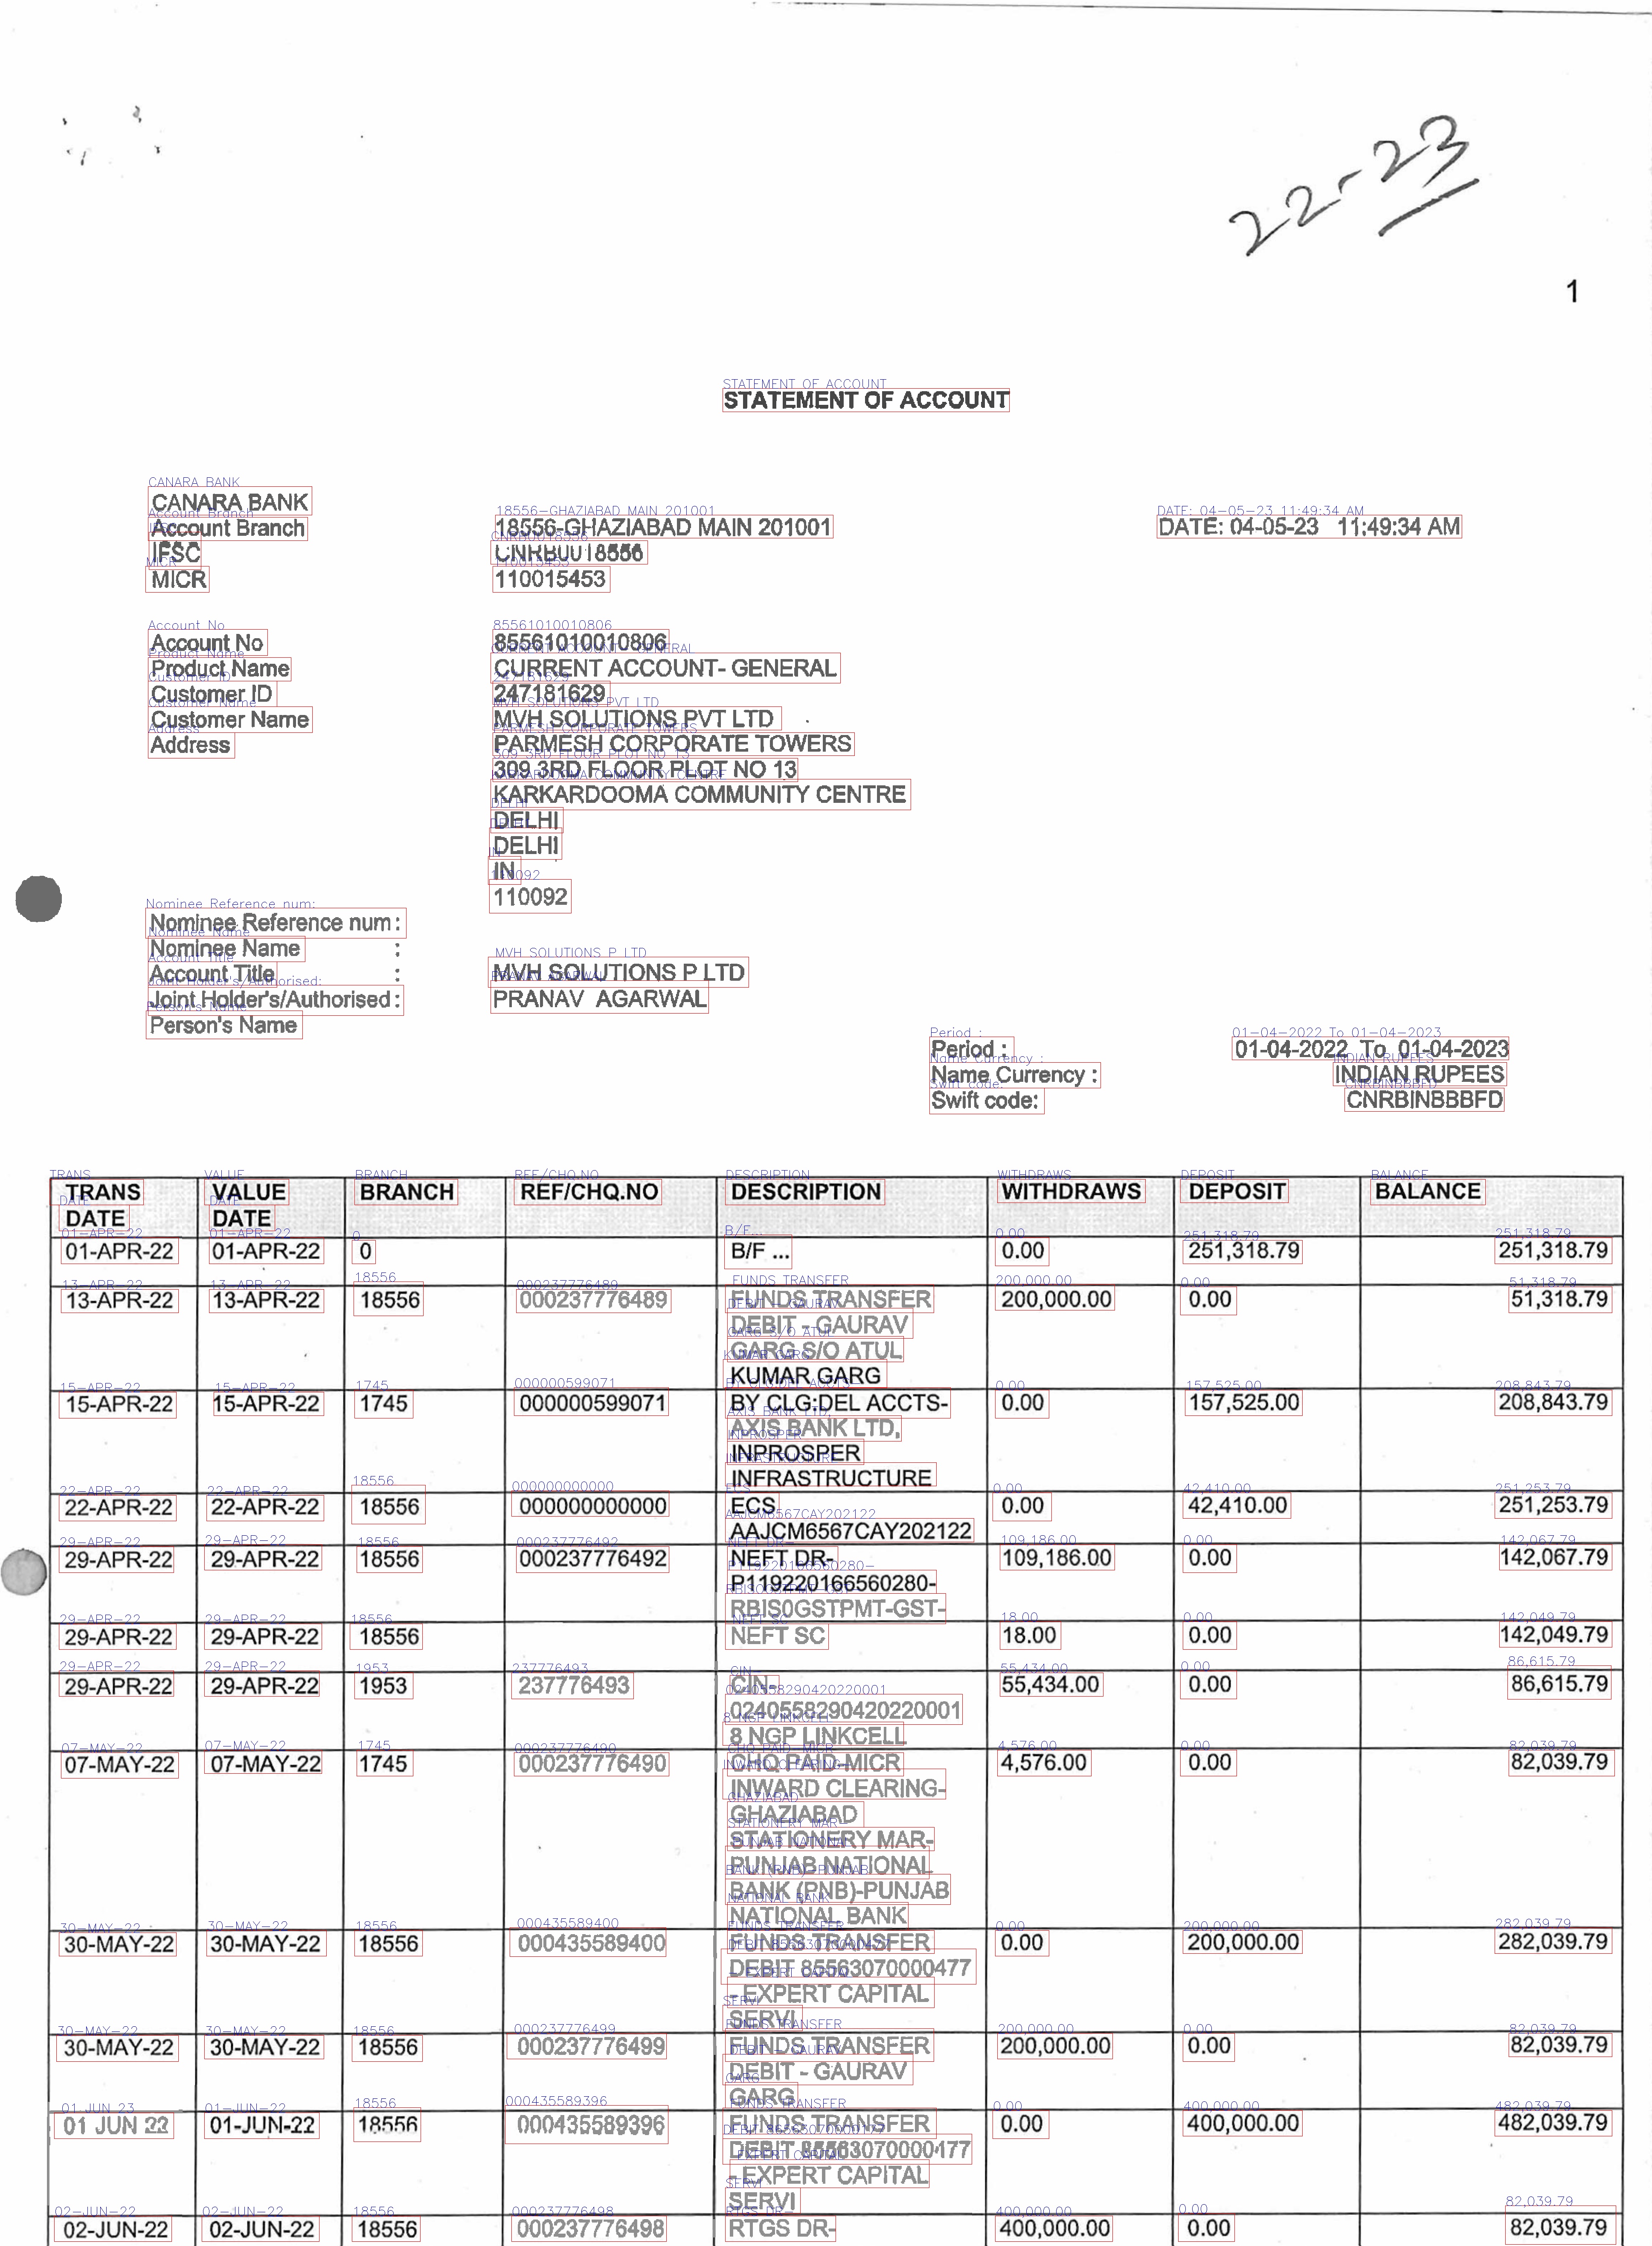 22-23
1
STATEMENT OF ACCOUNT
CANARA BANK
Account Branch 18556-GHAZIABAD MAIN 201001 DATE: 04-05-23 11:49:34 AM
IFSC CNRB0018556
MICR 110015453
Account No 85561010010806
Product Name CURRENT ACCOUNT- GENERAL
Customer ID 247181629
Customer Name MVH SOLUTIONS PVT LTD
Address PARMESH CORPORATE TOWERS
309 3RD FLOOR PLOT NO 13
KARKARDOOMA COMMUNITY CENTRE
DELHI
DELHI
IN
110092
Nominee Reference num :
Nominee Name :
Account Title : MVH SOLUTIONS P LTD
Joint Holder's/Authorised : PRANAV AGARWAL
Person's Name
Period : 01-04-2022 To 01-04-2023
Name Currency : INDIAN RUPEES
Swift code: CNRBINBBBFD
TRANS VALUE BRANCH REF/CHQ.NO DESCRIPTION WITHDRAWS DEPOSIT BALANCE
DATE DATE
01-APR-22 01-APR-22 0 B/F ... 0.00 251,318.79 251,318.79
13-APR-22 13-APR-22 18556 000237776489 FUNDS TRANSFER 200,000.00 0.00 51,318.79
DEBIT - GAURAV
GARG S/O ATUL
KUMAR GARG
15-APR-22 15-APR-22 1745 000000599071 BY CLG:DEL ACCTS- 0.00 157,525.00 208,843.79
AXIS BANK LTD,
INPROSPER
INFRASTRUCTURE
22-APR-22 22-APR-22 18556 000000000000 ECS 0.00 42,410.00 251,253.79
AAJCM6567CAY202122
29-APR-22 29-APR-22 18556 000237776492 NEFT DR- 109,186.00 0.00 142,067.79
P119220166560280-
RBIS0GSTPMT-GST-
29-APR-22 29-APR-22 18556 NEFT SC 18.00 0.00 142,049.79
29-APR-22 29-APR-22 1953 237776493 CIN- 55,434.00 0.00 86,615.79
0240558290420220001
8 NGP LINKCELL
07-MAY-22 07-MAY-22 1745 000237776490 CHQ PAID-MICR 4,576.00 0.00 82,039.79
INWARD CLEARING-
GHAZIABAD
STATIONERY MAR-
PUNJAB NATIONAL
BANK (PNB)-PUNJAB
NATIONAL BANK
30-MAY-22 30-MAY-22 18556 000435589400 FUNDS TRANSFER 0.00 200,000.00 282,039.79
DEBIT 85563070000477
- EXPERT CAPITAL
SERVI
30-MAY-22 30-MAY-22 18556 000237776499 FUNDS TRANSFER 200,000.00 0.00 82,039.79
DEBIT - GAURAV
GARG
01 JUN 22 01-JUN-22 18556 000435589396 FUNDS TRANSFER 0.00 400,000.00 482,039.79
DEBIT 85563070000477
- EXPERT CAPITAL
SERVI
02-JUN-22 02-JUN-22 18556 000237776498 RTGS DR- 400,000.00 0.00 82,039.79